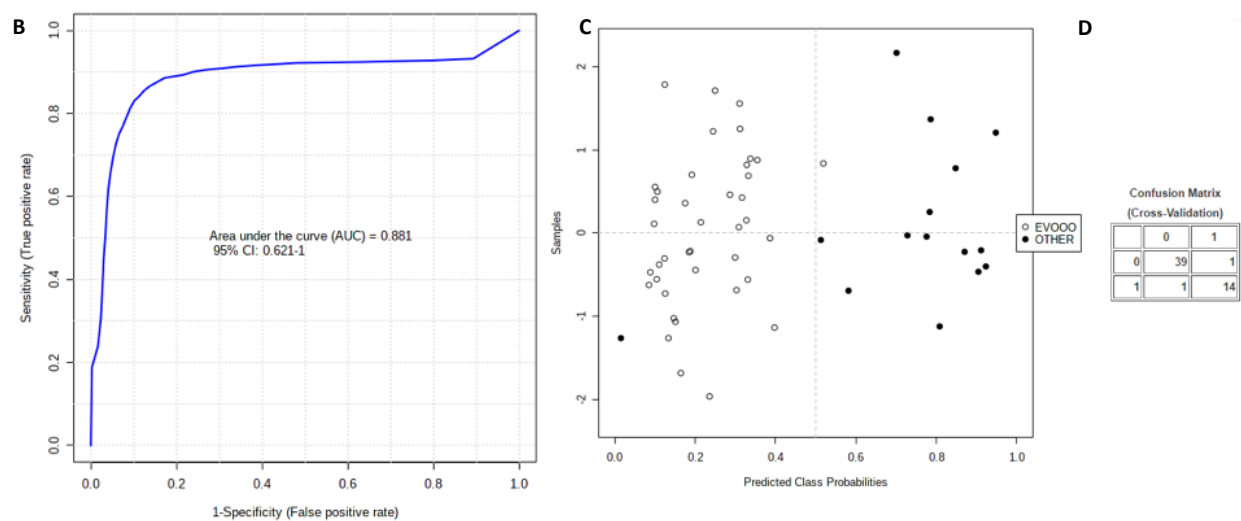 B
1.0
0.8
0.6
0.4
0.2
0.0
Sensitivity (True positive rate)
Area under the curve (AUC) = 0.881
95% CI: 0.621-1
0.0 0.2 0.4 0.6 0.8 1.0
1-Specificity (False positive rate)
C
2
1
0
-1
-2
Samples
EVOOO
OTHER
0.0 0.2 0.4 0.6 0.8 1.0
Predicted Class Probabilities
D
Confusion Matrix
(Cross-Validation)
0 1
0 39 1
1 1 14